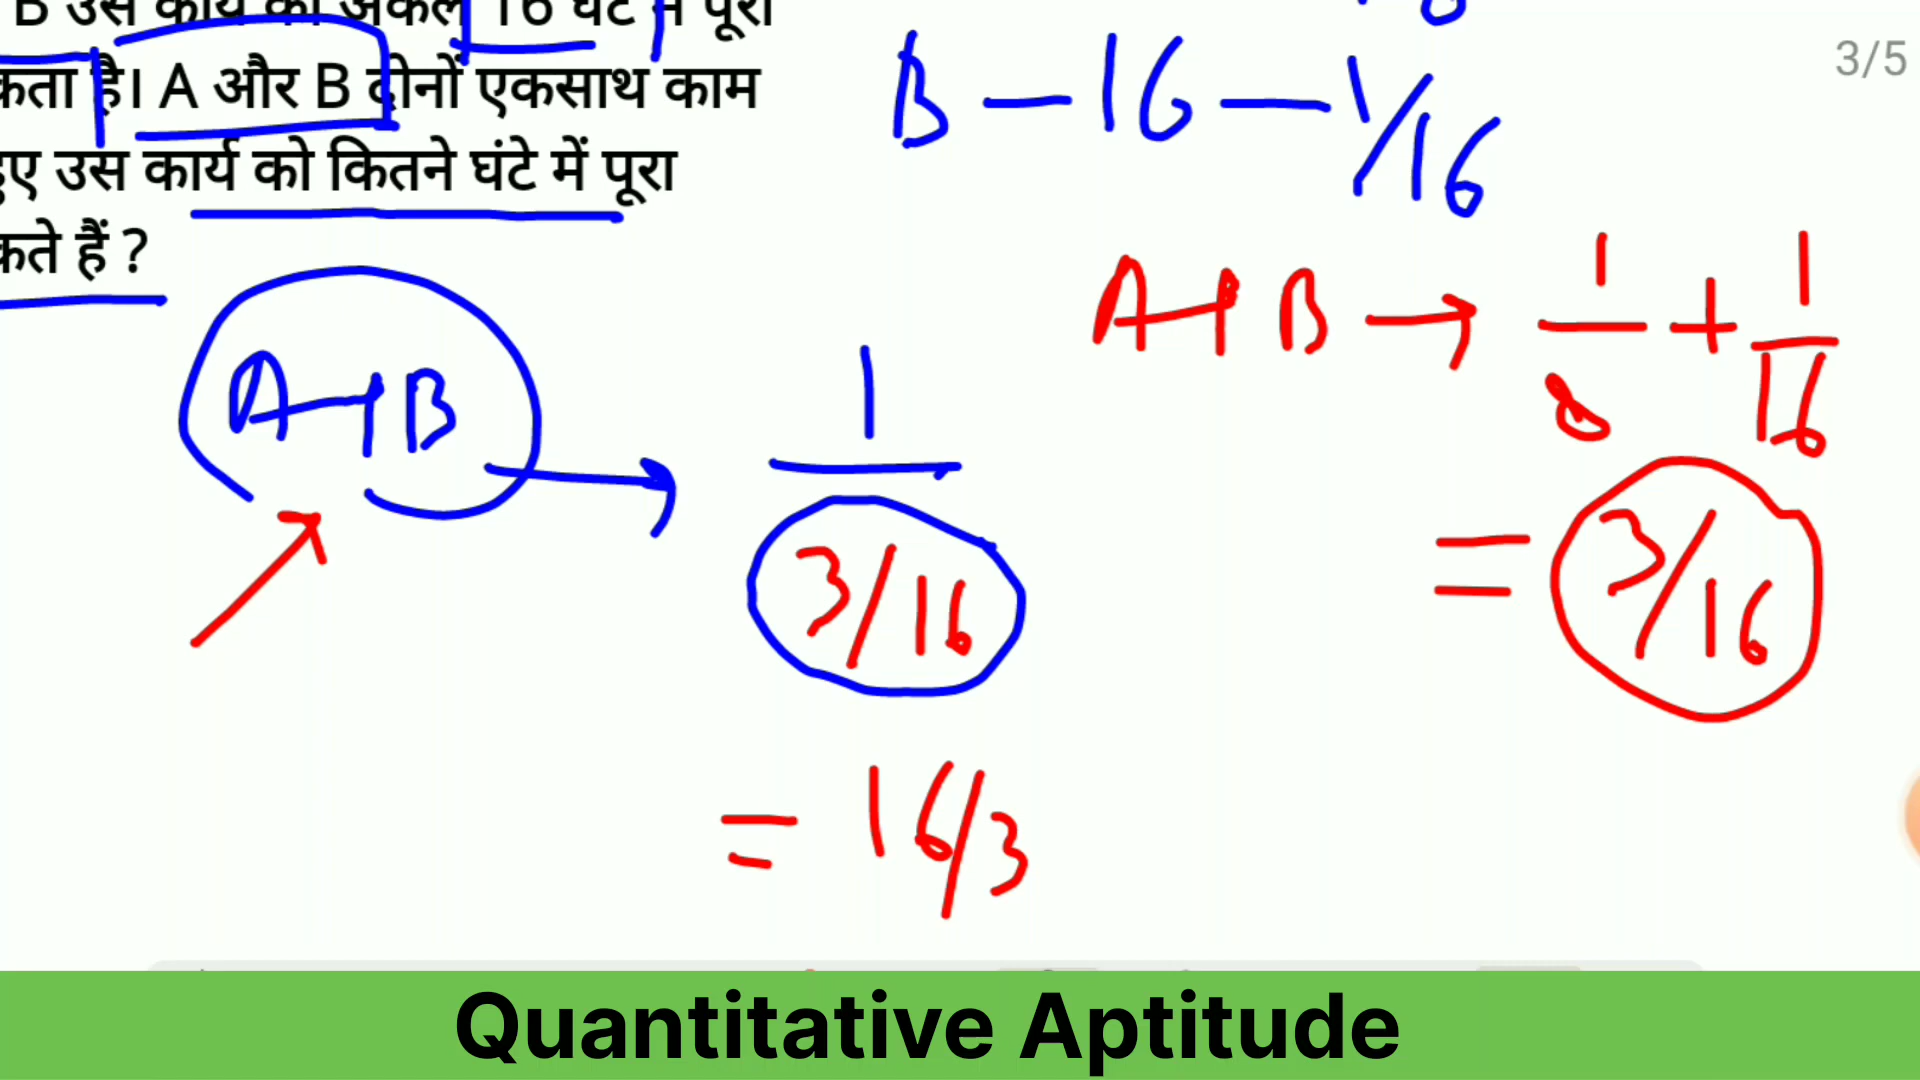 B उस कार्य को अकेले 16 घंटे में पूरा
कता है। A और B दोनों एकसाथ काम
हुए उस कार्य को कितने घंटे में पूरा
कते हैं ?
3/5
B — 16 — 1/16
A+B → 1/8 + 1/16
= 3/16
A+B → 1/(3/16)
= 16/3
Quantitative Aptitude